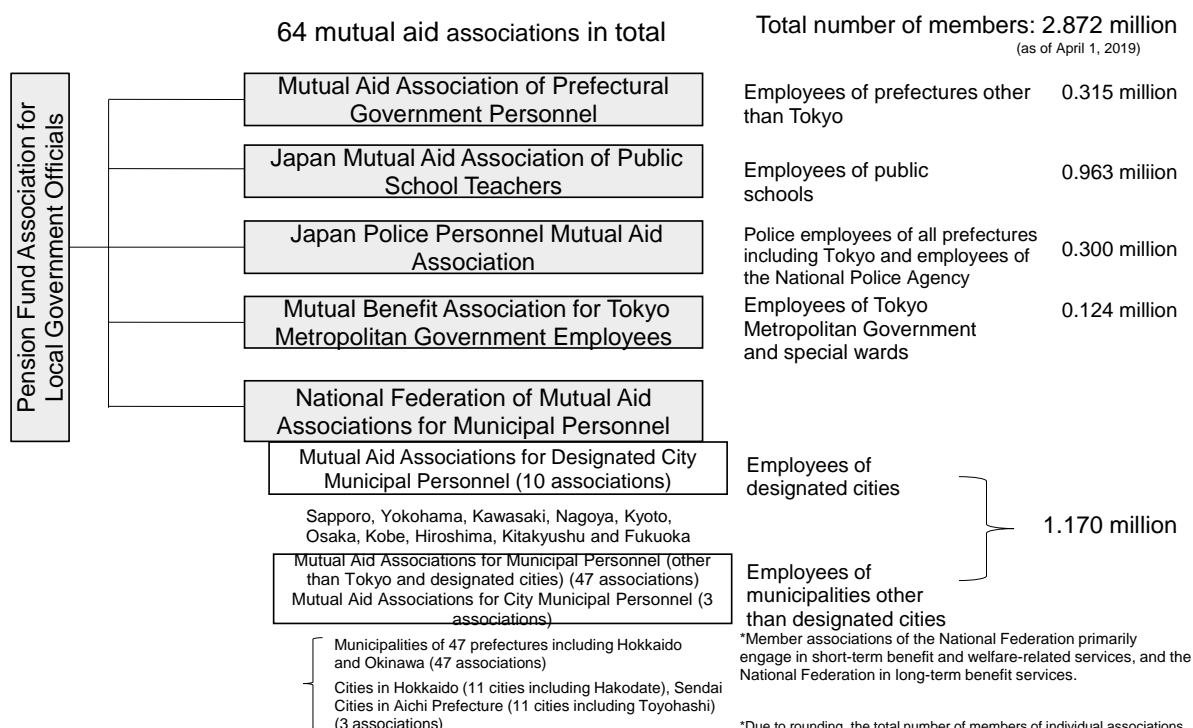 64 mutual aid associations in total
Total number of members: 2.872 million
(as of April 1, 2019)
Pension Fund Association for
Local Government Officials
Mutual Aid Association of Prefectural
Government Personnel
Employees of prefectures other
than Tokyo
0.315 million
Japan Mutual Aid Association of Public
School Teachers
Employees of public
schools
0.963 miliion
Japan Police Personnel Mutual Aid
Association
Police employees of all prefectures
including Tokyo and employees of
the National Police Agency
0.300 million
Mutual Benefit Association for Tokyo
Metropolitan Government Employees
Employees of Tokyo
Metropolitan Government
and special wards
0.124 million
National Federation of Mutual Aid
Associations for Municipal Personnel
Mutual Aid Associations for Designated City
Municipal Personnel (10 associations)
Employees of
designated cities
Sapporo, Yokohama, Kawasaki, Nagoya, Kyoto,
Osaka, Kobe, Hiroshima, Kitakyushu and Fukuoka
1.170 million
Mutual Aid Associations for Municipal Personnel (other
than Tokyo and designated cities) (47 associations)
Mutual Aid Associations for City Municipal Personnel (3
associations)
Employees of
municipalities other
than designated cities
Municipalities of 47 prefectures including Hokkaido
and Okinawa (47 associations)
Cities in Hokkaido (11 cities including Hakodate), Sendai
Cities in Aichi Prefecture (11 cities including Toyohashi)
(3 associations)
*Member associations of the National Federation primarily
engage in short-term benefit and welfare-related services, and the
National Federation in long-term benefit services.
*Due to rounding, the total number of members of individual associations